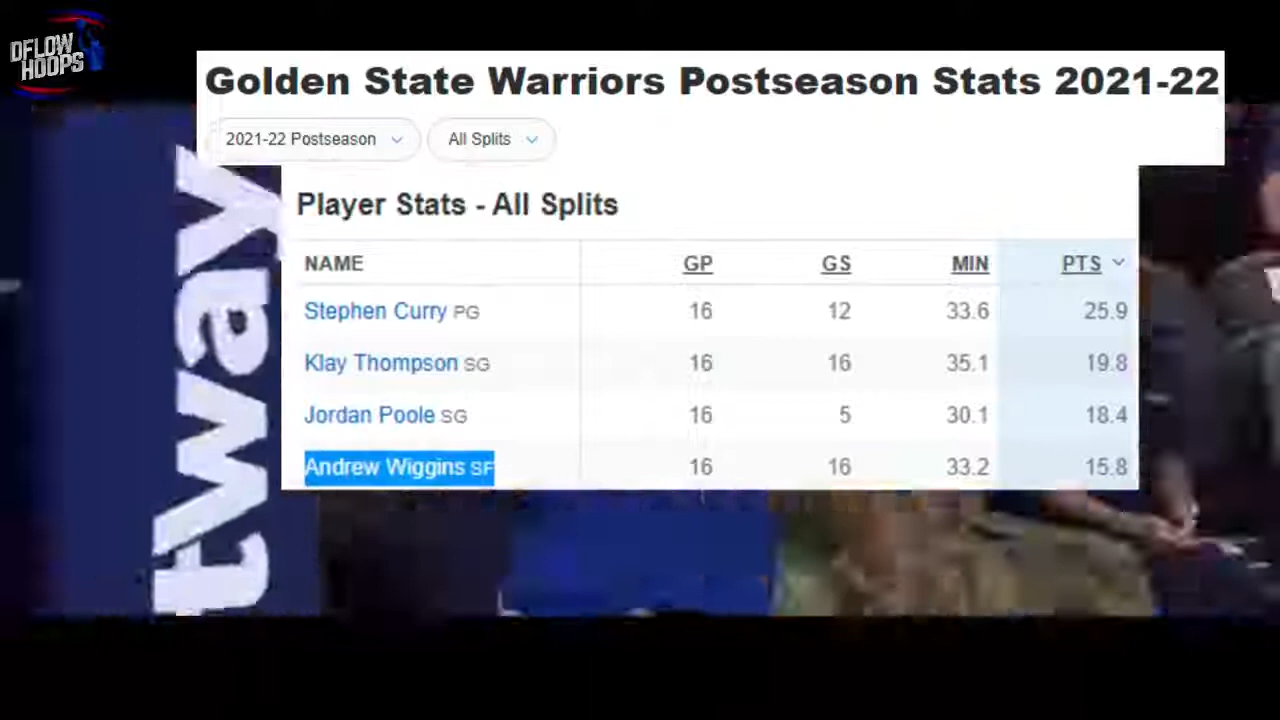 DFLOW
HOOPS
Golden State Warriors Postseason Stats 2021-22
2021-22 Postseason All Splits
Player Stats - All Splits
NAME GP GS MIN PTS
Stephen Curry PG 16 12 33.6 25.9
Klay Thompson SG 16 16 35.1 19.8
Jordan Poole SG 16 5 30.1 18.4
Andrew Wiggins SF 16 16 33.2 15.8
tway